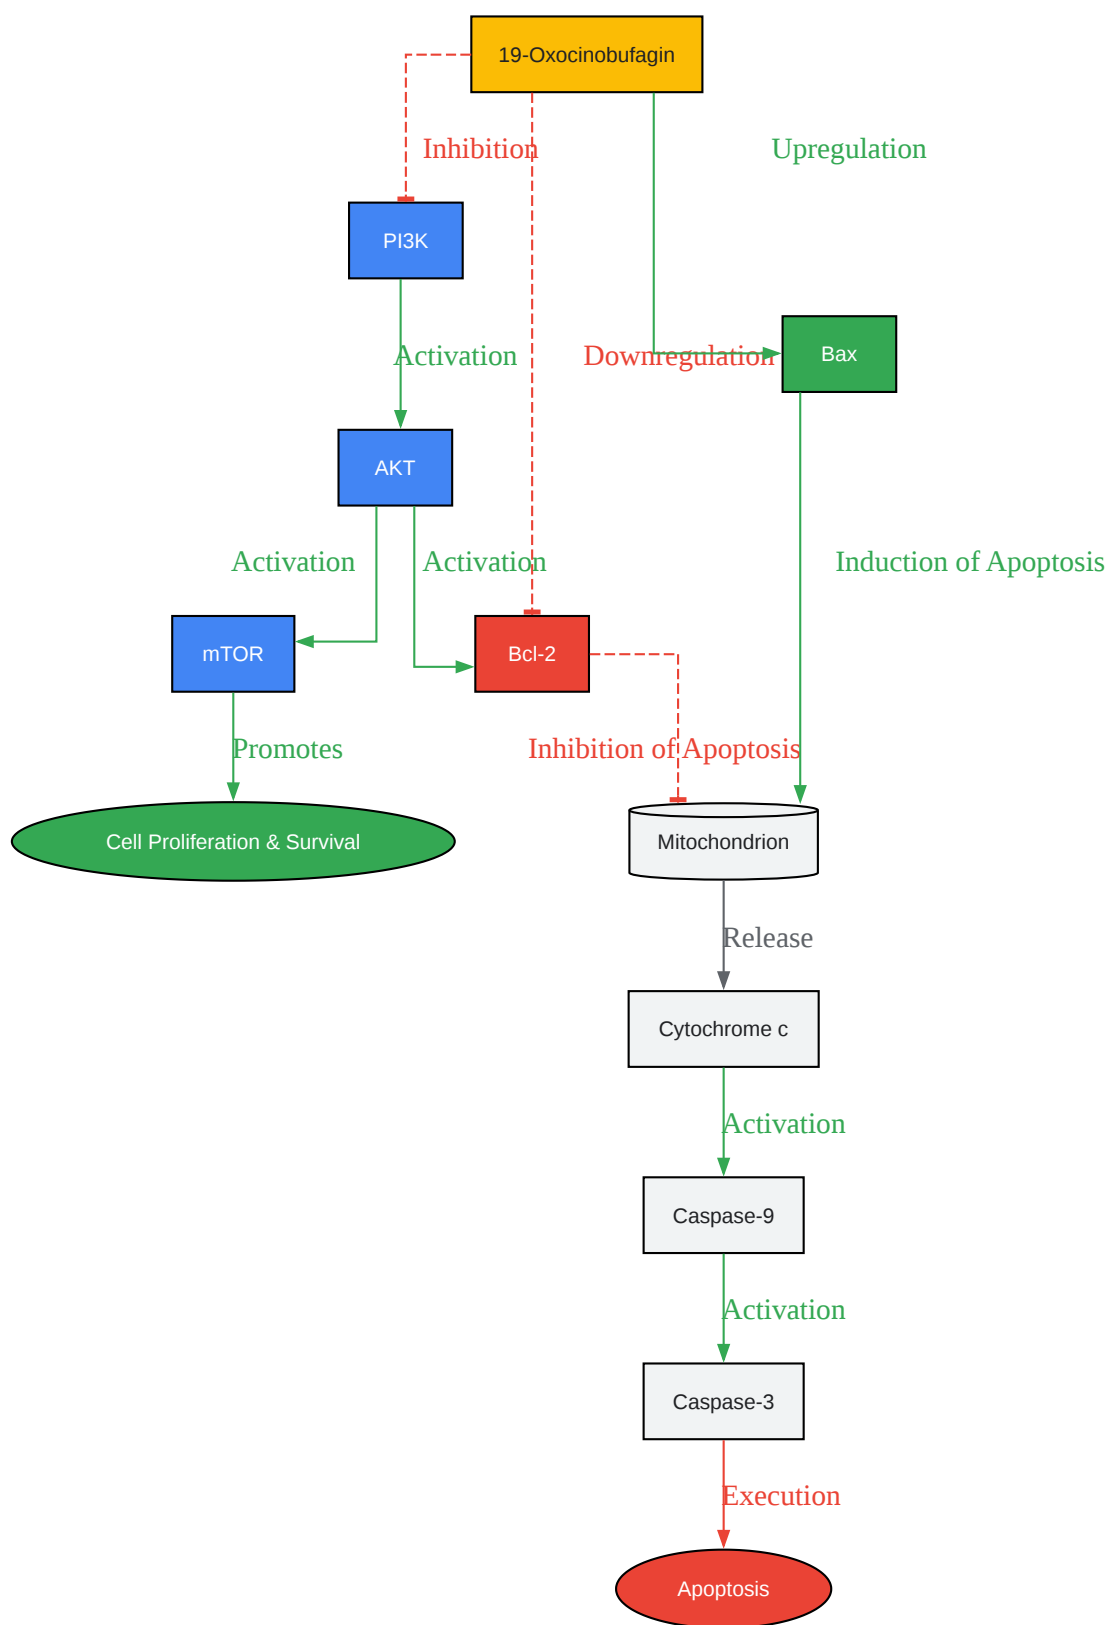 19-Oxocinobufagin
Inhibition
Upregulation
PI3K
Activation
Downregulation
Bax
AKT
Activation
Activation
Induction of Apoptosis
mTOR
Bcl-2
Promotes
Inhibition of Apoptosis
Cell Proliferation & Survival
Mitochondrion
Release
Cytochrome c
Activation
Caspase-9
Activation
Caspase-3
Execution
Apoptosis